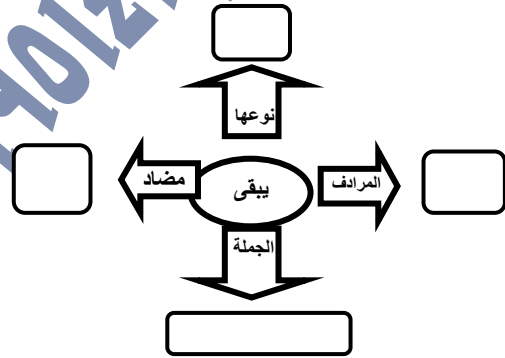 نوعها
المرادف
يبقى
مضاد
الجملة